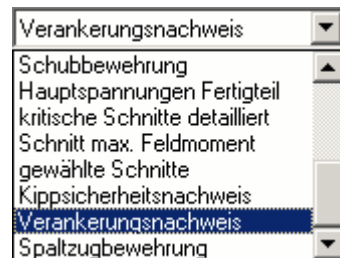 Verankerungsnachweis
Schubbewehrung
Hauptspannungen Fertigteil
kritische Schnitte detailliert
Schnitt max. Feldmoment
gewählte Schnitte
Kippsicherheitsnachweis
Verankerungsnachweis
Spaltzugbewehrung